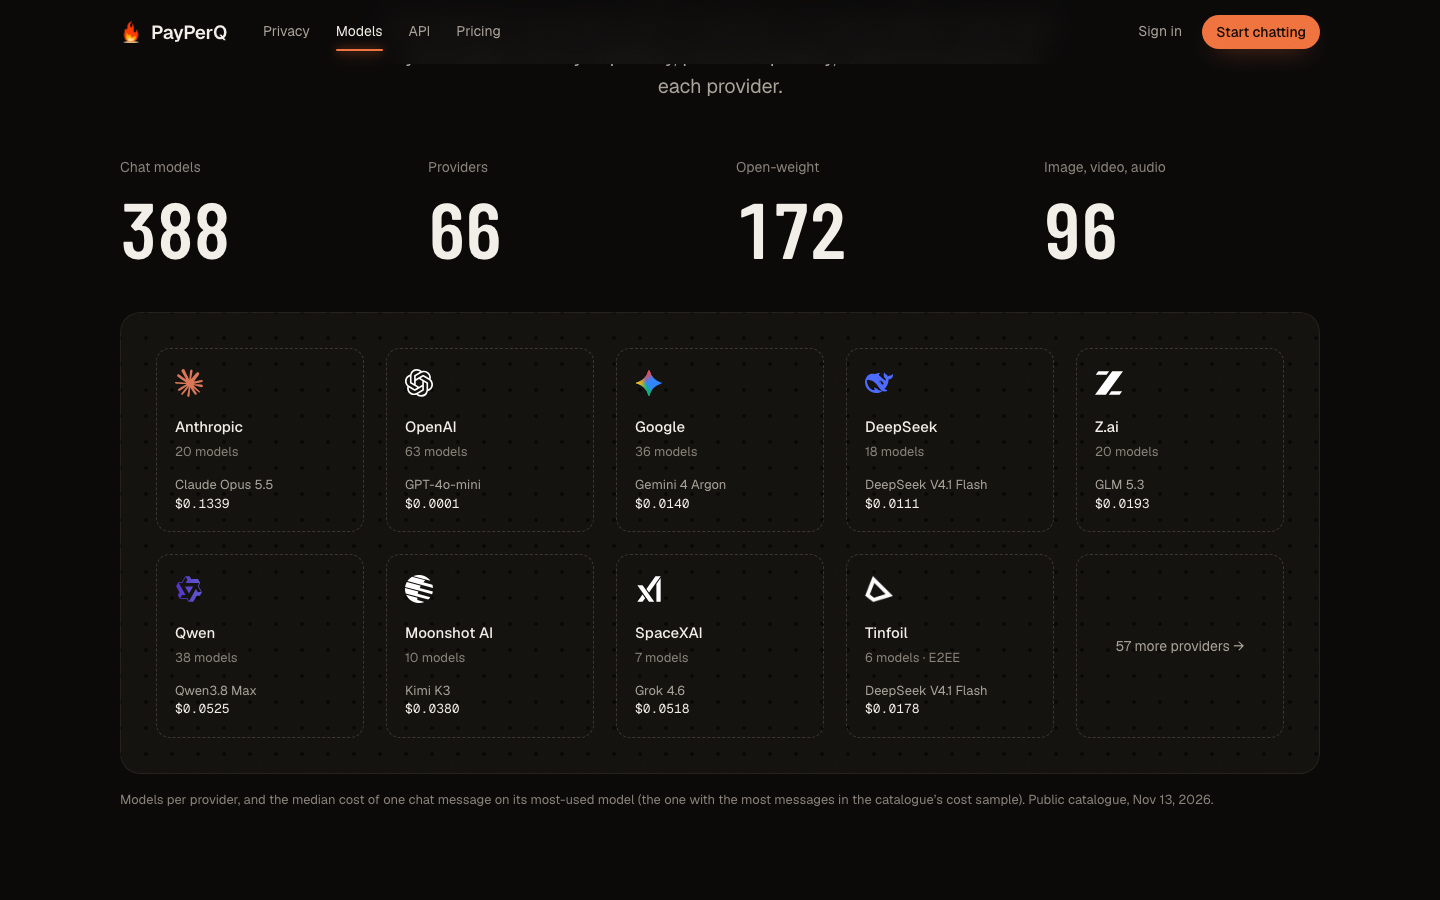 PayPerQ
Privacy
Models
API
Pricing
Sign in
Start chatting
each provider.
Chat models
388
Providers
66
Open-weight
172
Image, video, audio
96
Anthropic
20 models
Claude Opus 5.5
$0.1339
OpenAI
63 models
GPT-4o-mini
$0.0001
Google
36 models
Gemini 4 Argon
$0.0140
DeepSeek
18 models
DeepSeek V4.1 Flash
$0.0111
Z.ai
20 models
GLM 5.3
$0.0193
Qwen
38 models
Qwen3.8 Max
$0.0525
Moonshot AI
10 models
Kimi K3
$0.0380
SpaceXAI
7 models
Grok 4.6
$0.0518
Tinfoil
6 models · E2EE
DeepSeek V4.1 Flash
$0.0178
57 more providers →
Models per provider, and the median cost of one chat message on its most-used model (the one with the most messages in the catalogue's cost sample). Public catalogue, Nov 13, 2026.